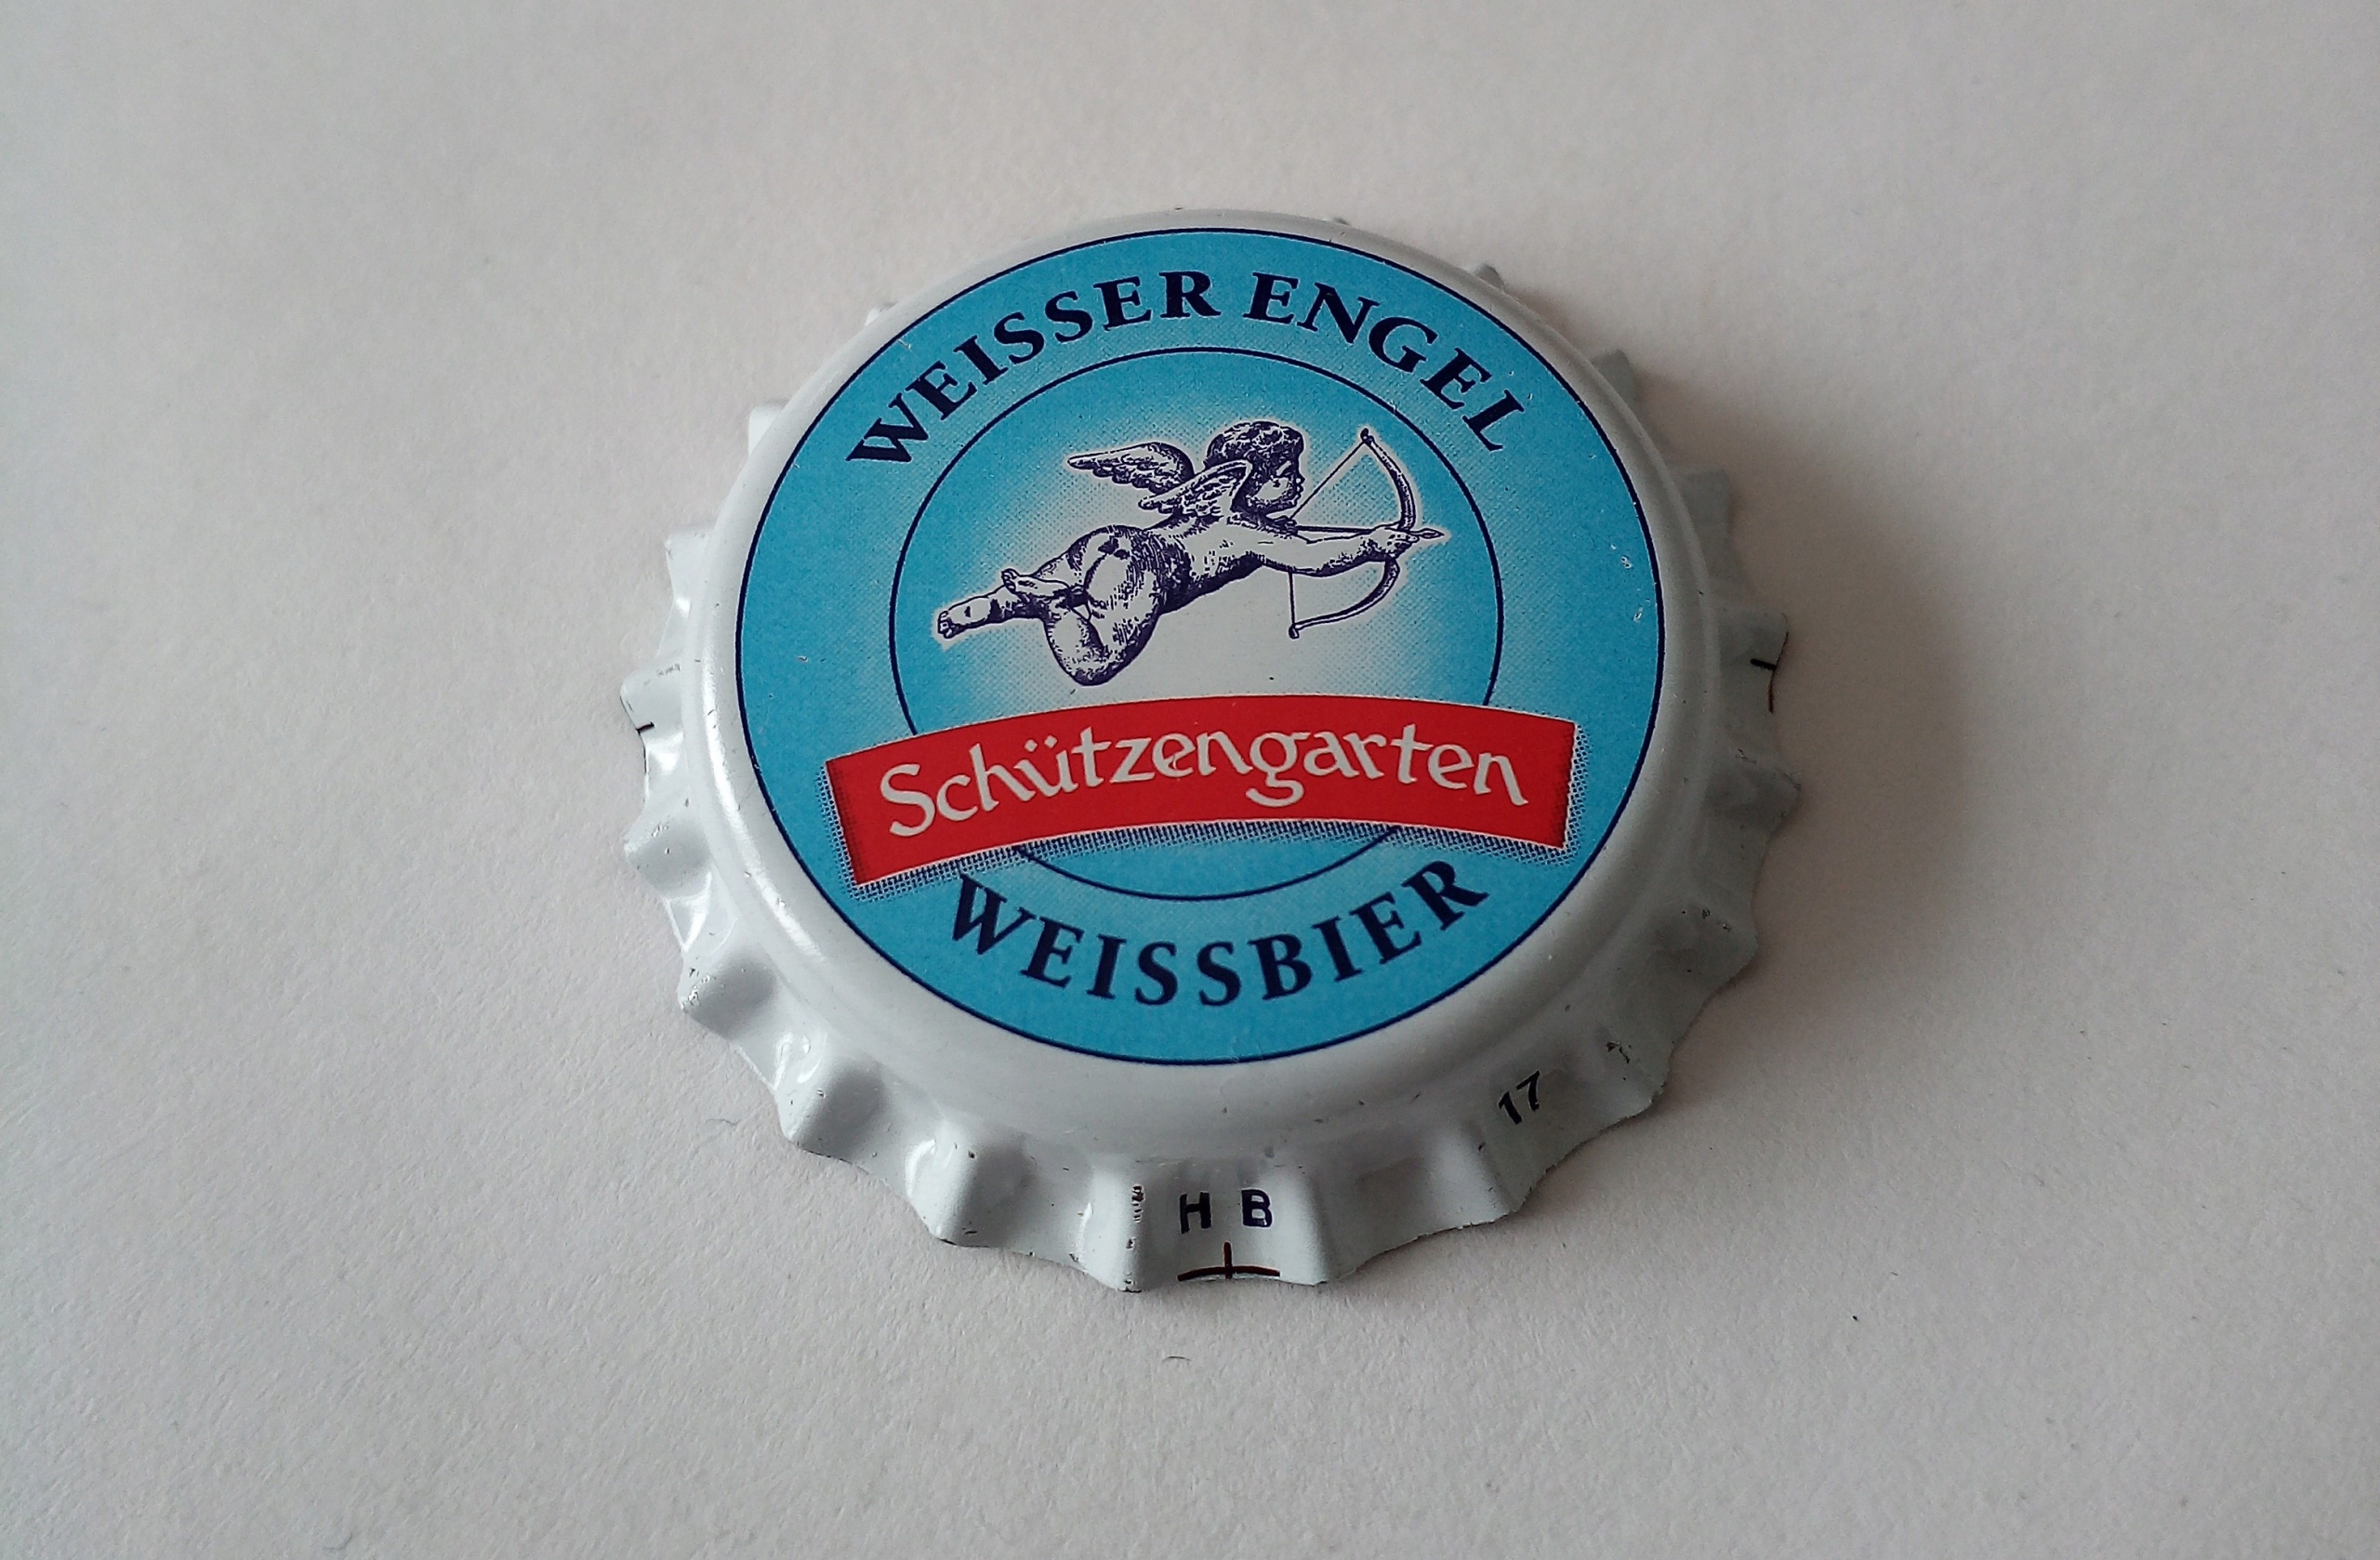 WEISSER ENGEL
Schützengarten
WEISSBIER
17
H B